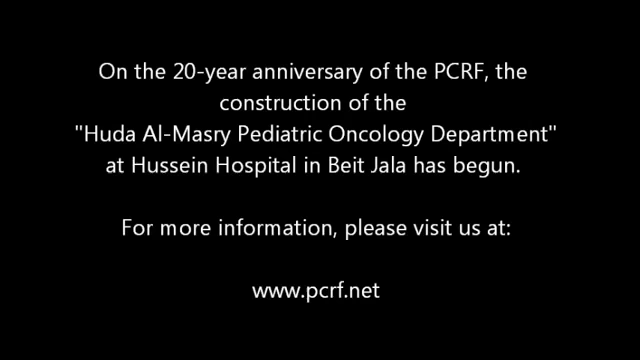 On the 20-year anniversary of the PCRF, the
construction of the
"Huda Al-Masry Pediatric Oncology Department"
at Hussein Hospital in Beit Jala has begun.
For more information, please visit us at:
www.pcrf.net